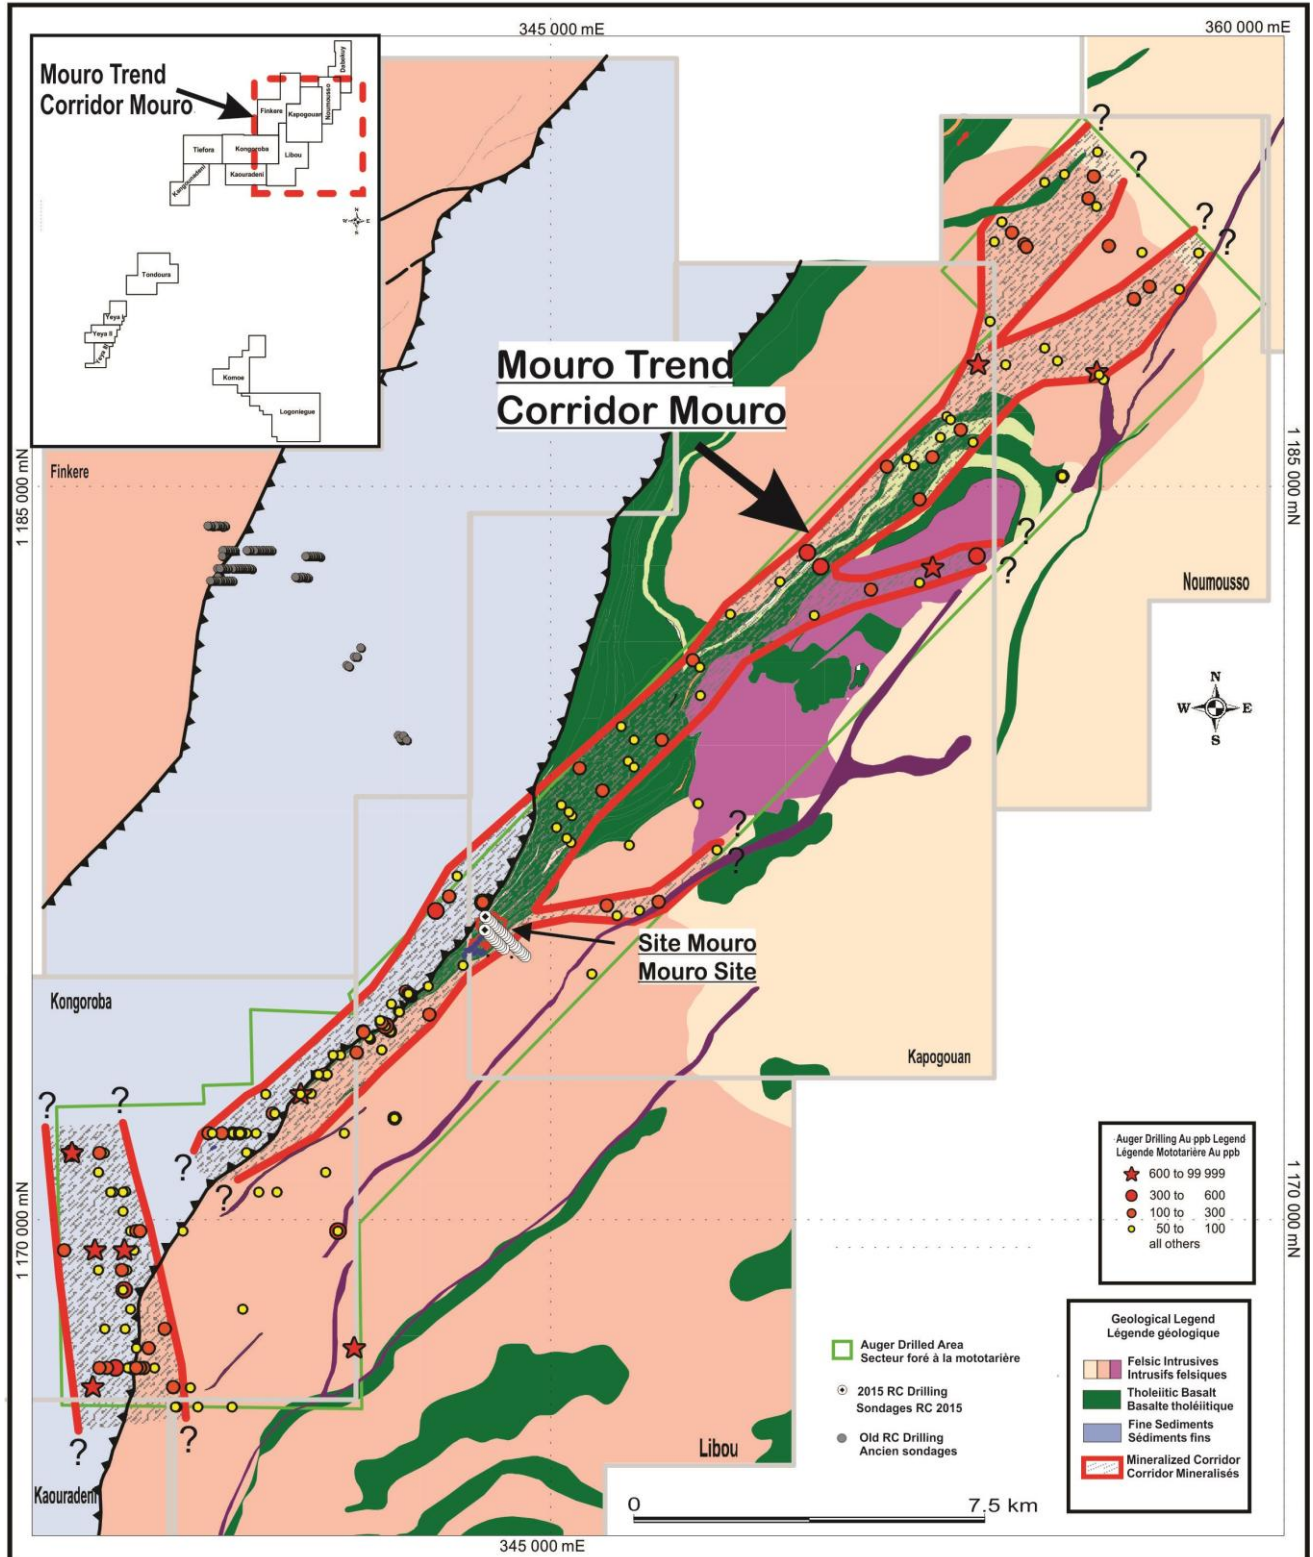 345 000 mE
360 000 mE
Mouro Trend
Corridor Mouro
Debekuy
Finkere
Kapogouan
Noumousso
Tiefora
Kongoroba
Libou
Kaouradeni
N
W E
S
Tondoura
Yeya I
Yeya II
Komoe
Logoniegue
Mouro Trend
Corridor Mouro
?
?
?
?
1 185 000 mN
1 185 000 mN
Finkere
?
?
Noumousso
N
W E
S
?
?
Site Mouro
Mouro Site
Kongoroba
Kapogouan
?
?
?
?
Auger Drilling Au ppb Legend
Légende Mototarière Au ppb
600 to 99 999
300 to 600
100 to 300
50 to 100
all others
1 170 000 mN
1 170 000 mN
Geological Legend
Légende géologique
Felsic Intrusives
Intrusifs felsiques
Tholeiitic Basalt
Basalte tholéiitique
Fine Sediments
Sédiments fins
Mineralized Corridor
Corridor Mineralisés
Auger Drilled Area
Secteur foré à la mototarière
2015 RC Drilling
Sondages RC 2015
Old RC Drilling
Ancien sondages
?
?
Libou
Kaouradeni
0 7.5 km
345 000 mE